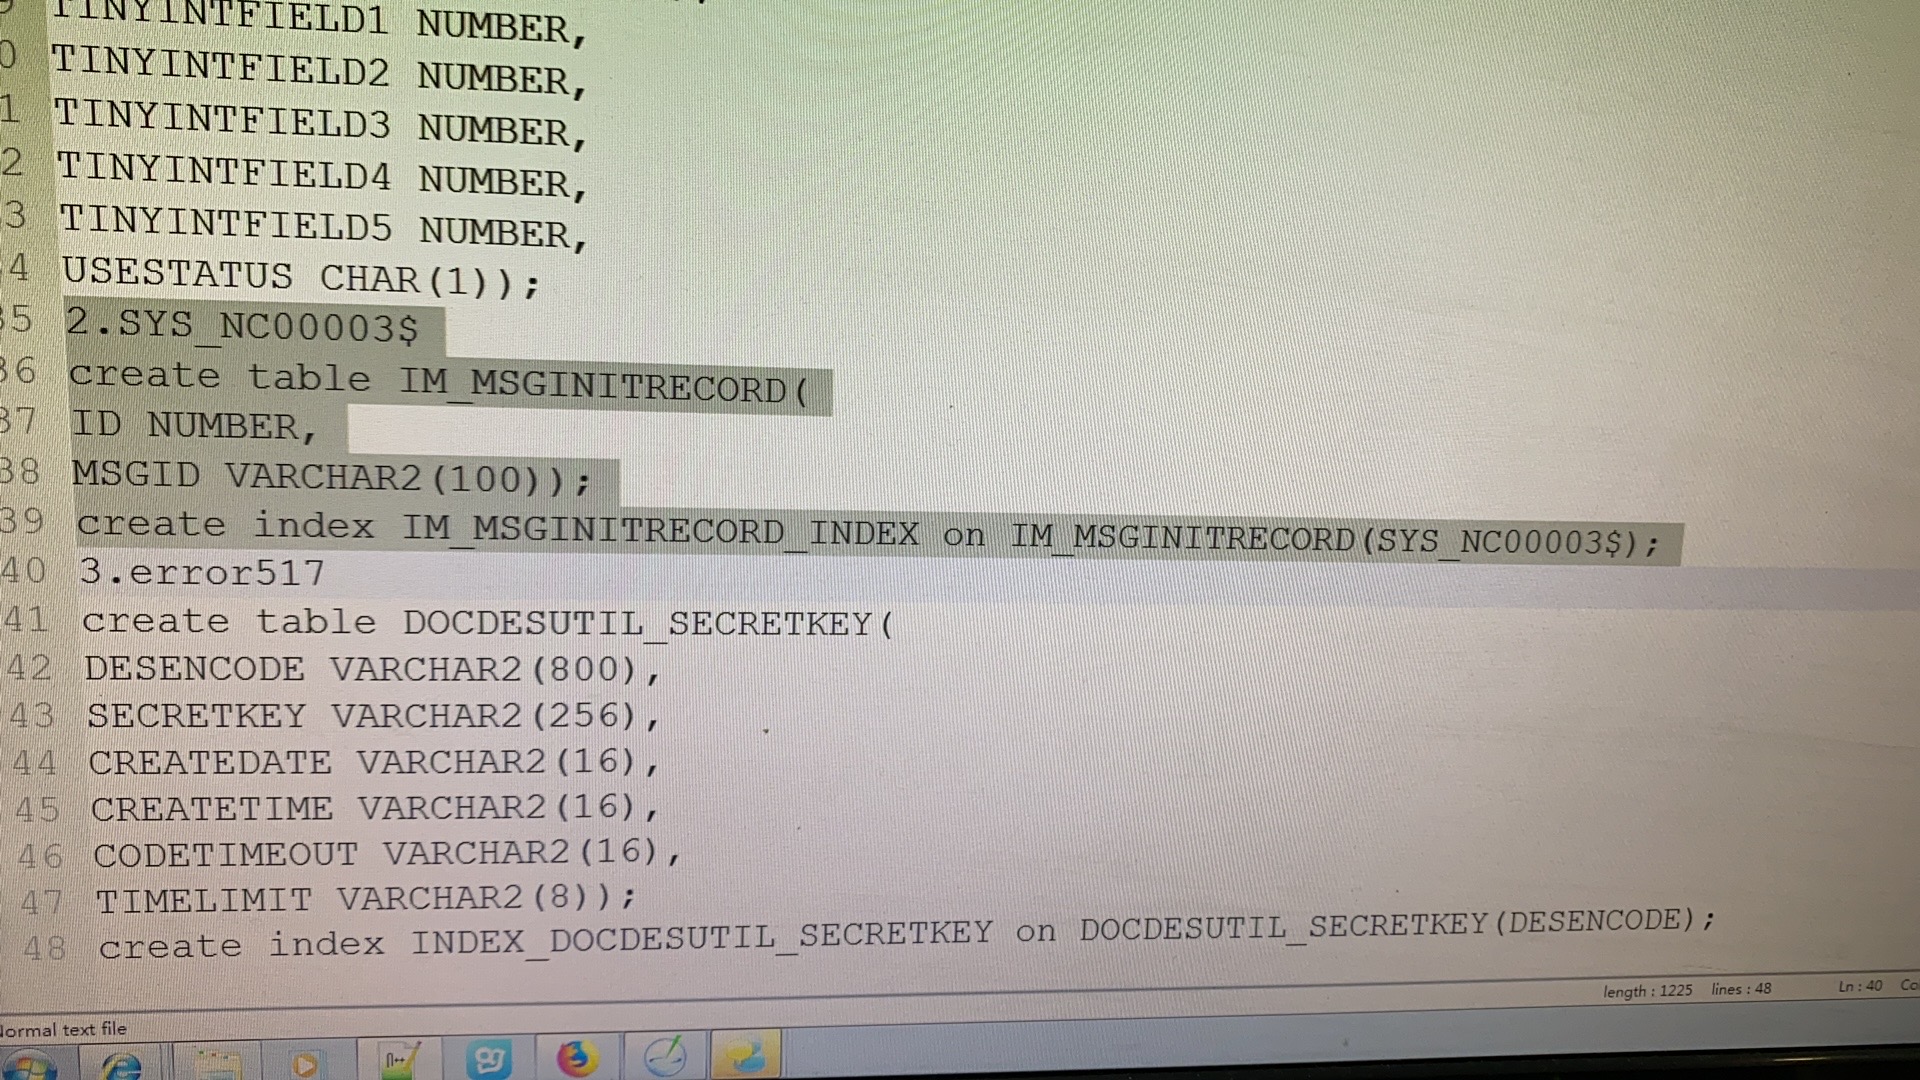 TINYINTFIELD1 NUMBER,
0 TINYINTFIELD2 NUMBER,
1 TINYINTFIELD3 NUMBER,
2 TINYINTFIELD4 NUMBER,
3 TINYINTFIELD5 NUMBER,
4 USESTATUS CHAR(1));
35 2.SYS_NC00003$
36 create table IM_MSGINITRECORD(
37 ID NUMBER,
38 MSGID VARCHAR2(100));
39 create index IM_MSGINITRECORD_INDEX on IM_MSGINITRECORD(SYS_NC00003$);
40 3.error517
41 create table DOCDESUTIL_SECRETKEY(
42 DESENCODE VARCHAR2(800),
43 SECRETKEY VARCHAR2(256),
44 CREATEDATE VARCHAR2(16),
45 CREATETIME VARCHAR2(16),
46 CODETIMEOUT VARCHAR2(16),
47 TIMELIMIT VARCHAR2(8));
48 create index INDEX_DOCDESUTIL_SECRETKEY on DOCDESUTIL_SECRETKEY(DESENCODE);
length : 1225 lines : 48 Ln : 40 Co
Normal text file